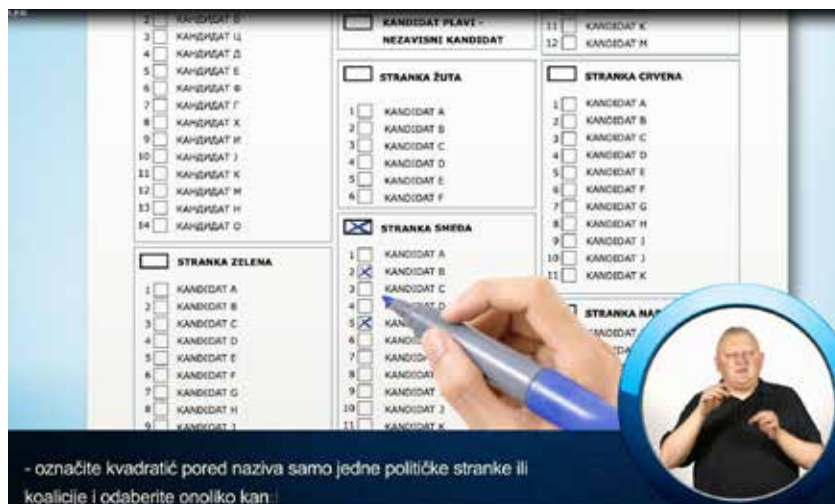 КАНДИДАТ
3 КАНДИДАТ Ц
4 КАНДИДАТ Д
5 КАНДИДАТ Е
6 КАНДИДАТ Ф
7 КАНДИДАТ Г
8 КАНДИДАТ Х
9 КАНДИДАТ И
10 КАНДИДАТ Ј
11 КАНДИДАТ К
12 КАНДИДАТ М
13 КАНДИДАТ Н
14 КАНДИДАТ О
STRANKA ZELENA
1 KANDIDAT A
2 KANDIDAT B
3 KANDIDAT C
4 KANDIDAT D
5 KANDIDAT E
6 KANDIDAT F
7 KANDIDAT G
8 KANDIDAT H
9 KANDIDAT I
KANDIDAT PLAVI -
NEZAVISNI KANDIDAT
STRANKA ŽUTA
1 KANDIDAT A
2 KANDIDAT B
3 KANDIDAT C
4 KANDIDAT D
5 KANDIDAT E
6 KANDIDAT F
STRANKA SMEĐA
1 KANDIDAT A
2 KANDIDAT B
3 KANDIDAT C
4 D
5
6
7
8
9
10 KANDIDAT J
11 KANDIDAT K
11 KANDIDAT K
12 KANDIDAT M
STRANKA CRVENA
1 KANDIDAT A
2 KANDIDAT B
3 KANDIDAT C
4 KANDIDAT D
5 KANDIDAT E
6 KANDIDAT F
7 KANDIDAT G
8 KANDIDAT H
9 KANDIDAT I
10 KANDIDAT J
11 KANDIDAT K
STRANKA
- označite kvadratić pored naziva samo jedne političke stranke ili
koalicije i odaberite onoliko kan